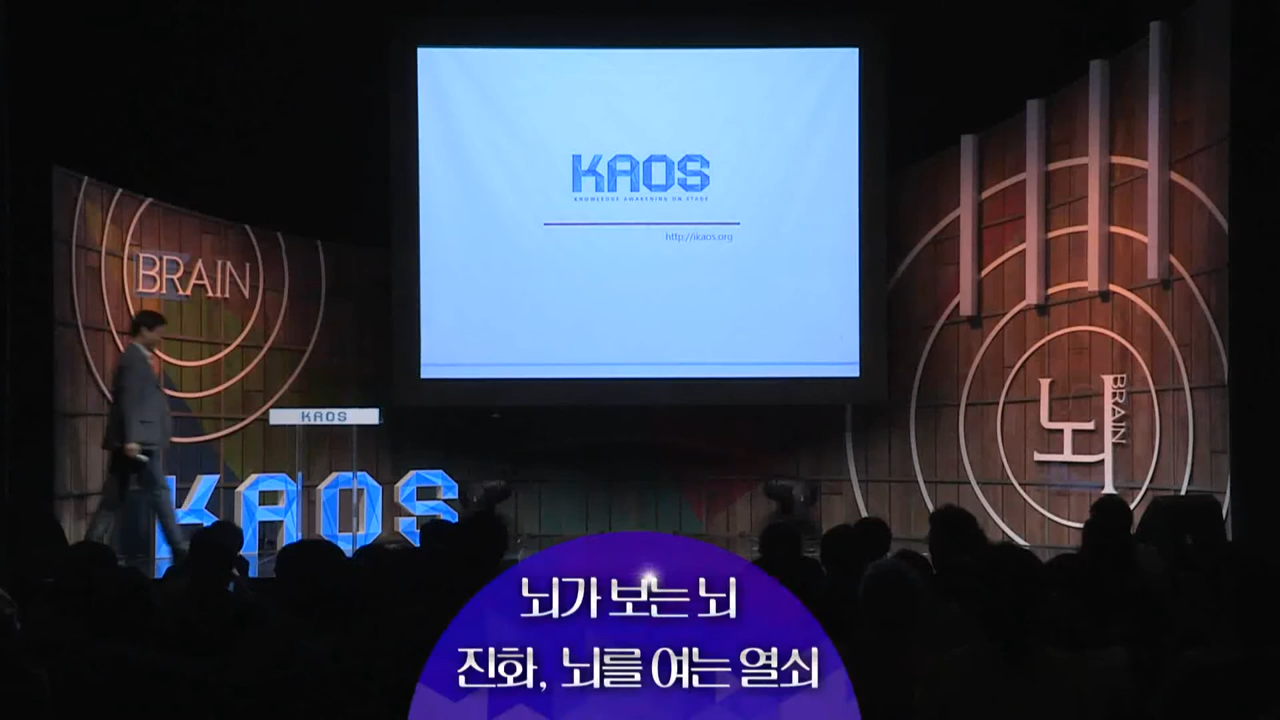 KAOS
KNOWLEDGE AWAKENING ON STAGE
http://ikaos.org
BRAIN
KAOS
KAOS
뇌
BRAIN
뇌가 보는 뇌
진화, 뇌를 여는 열쇠